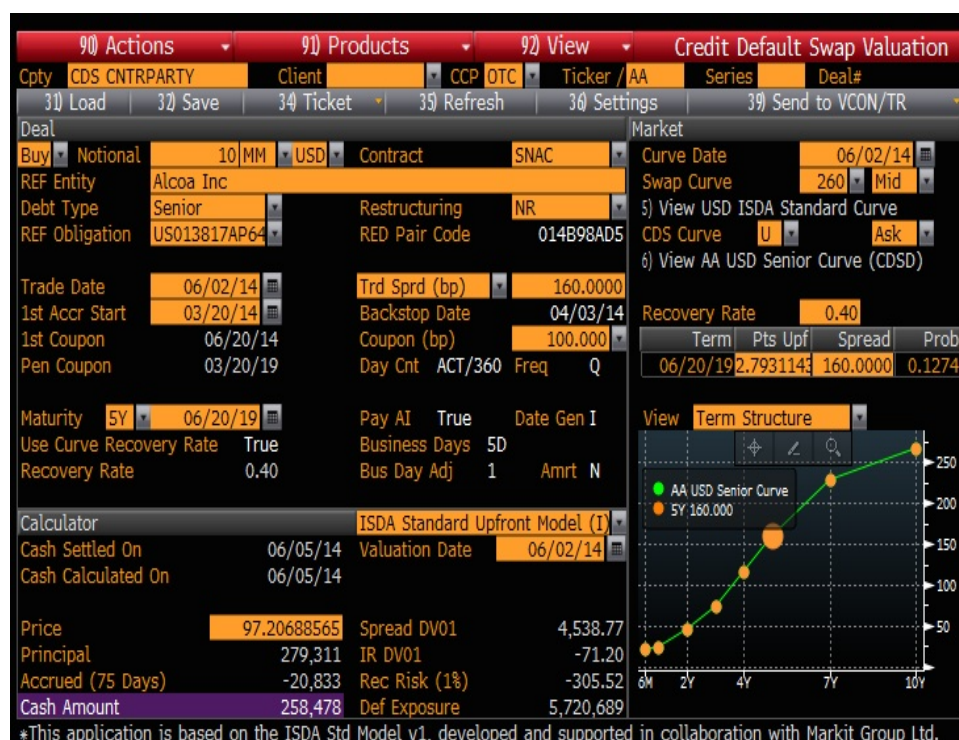 90) Actions 91) Products 92) View Credit Default Swap Valuation
Cpty CDS CNTRPARTY Client CCP OTC Ticker / AA Series Deal#
31) Load 32) Save 34) Ticket 35) Refresh 36) Settings 39) Send to VCON/TR
Deal Market
Buy Notional 10 MM USD Contract SNAC Curve Date 06/02/14
REF Entity Alcoa Inc Swap Curve 260 Mid
Debt Type Senior Restructuring NR 5) View USD ISDA Standard Curve
REF Obligation US013817AP64 RED Pair Code 014B98AD5 CDS Curve U Ask
6) View AA USD Senior Curve (CDSD)
Trade Date 06/02/14 Trd Sprd (bp) 160.0000
1st Accr Start 03/20/14 Backstop Date 04/03/14 Recovery Rate 0.40
1st Coupon 06/20/14 Coupon (bp) 100.000 Term Pts Upf Spread Prob
Pen Coupon 03/20/19 Day Cnt ACT/360 Freq Q 06/20/19 2.7931143 160.0000 0.1274
Maturity 5Y 06/20/19 Pay AI True Date Gen I View Term Structure
Use Curve Recovery Rate True Business Days 5D
Recovery Rate 0.40 Bus Day Adj 1 Amrt N
250
AA USD Senior Curve
5Y 160.000
200
150
100
50
6M 2Y 4Y 7Y 10Y
Calculator ISDA Standard Upfront Model (I)
Cash Settled On 06/05/14 Valuation Date 06/02/14
Cash Calculated On 06/05/14
Price 97.20688565 Spread DV01 4,538.77
Principal 279,311 IR DV01 -71.20
Accrued (75 Days) -20,833 Rec Risk (1%) -305.52
Cash Amount 258,478 Def Exposure 5,720,689
*This application is based on the ISDA Std Model v1, developed and supported in collaboration with Markit Group Ltd.